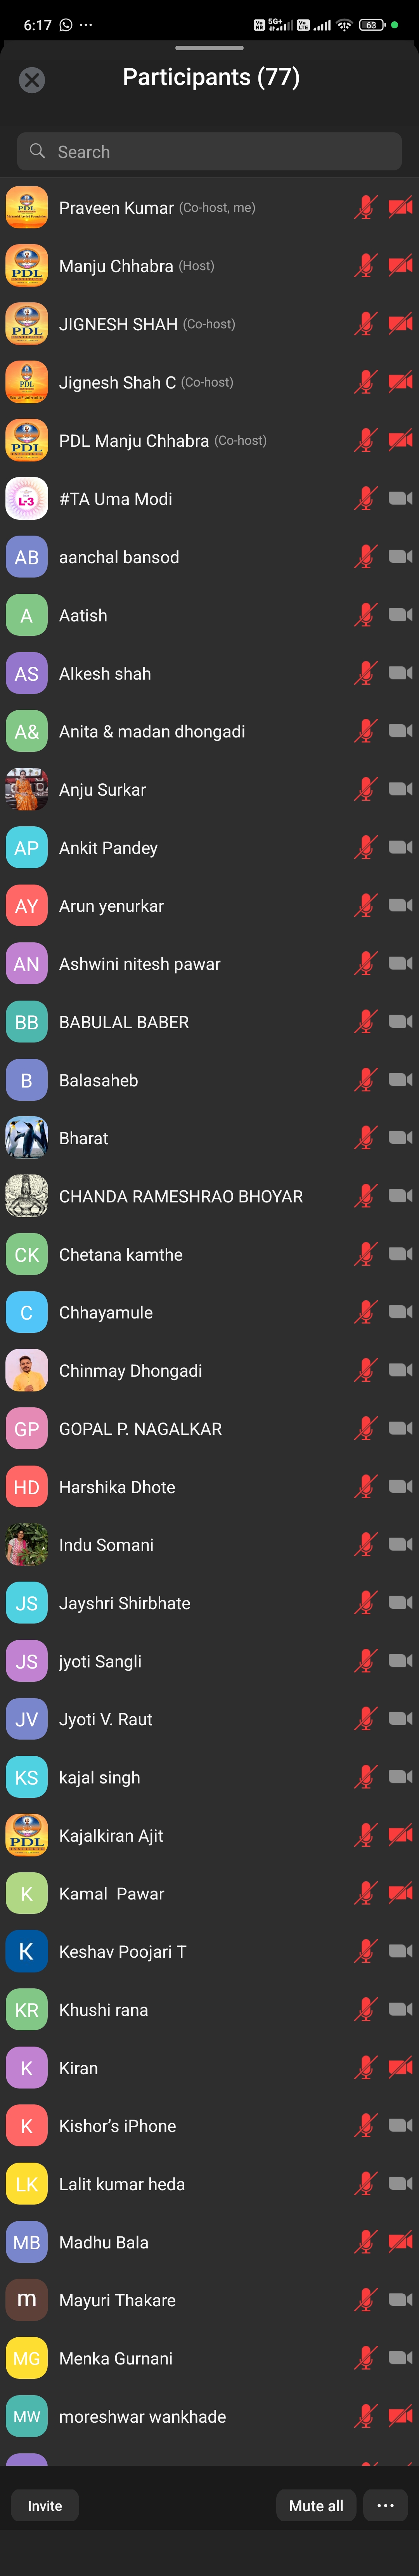 6:17
5G+
63
Participants (77)
Search
PDL
Praveen Kumar (Co-host, me)
PDL
Manju Chhabra (Host)
PDL
JIGNESH SHAH (Co-host)
PDL
Jignesh Shah C (Co-host)
PDL
PDL Manju Chhabra (Co-host)
L-3
#TA Uma Modi
AB
aanchal bansod
A
Aatish
AS
Alkesh shah
A&
Anita & madan dhongadi
Anju Surkar
AP
Ankit Pandey
AY
Arun yenurkar
AN
Ashwini nitesh pawar
BB
BABULAL BABER
B
Balasaheb
Bharat
CHANDA RAMESHRAO BHOYAR
CK
Chetana kamthe
C
Chhayamule
Chinmay Dhongadi
GP
GOPAL P. NAGALKAR
HD
Harshika Dhote
Indu Somani
JS
Jayshri Shirbhate
JS
jyoti Sangli
JV
Jyoti V. Raut
KS
kajal singh
PDL
Kajalkiran Ajit
K
Kamal  Pawar
K
Keshav Poojari T
KR
Khushi rana
K
Kiran
K
Kishor's iPhone
LK
Lalit kumar heda
MB
Madhu Bala
m
Mayuri Thakare
MG
Menka Gurnani
MW
moreshwar wankhade
Invite
Mute all